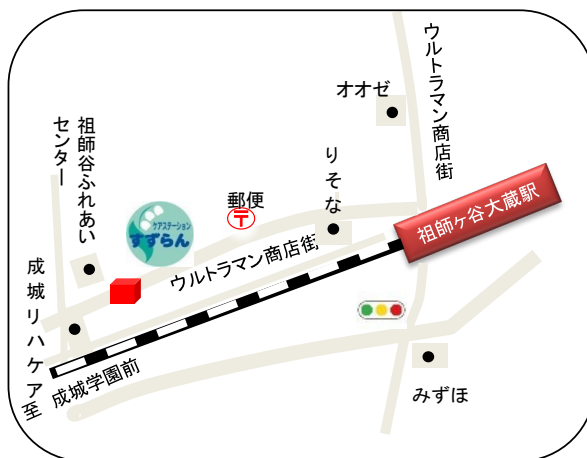 ウルトラマン商店街
オオゼ
りそな
祖師谷ふれあい
センター
郵便
〒
ケアステーション
すずらん
祖師ヶ谷大蔵駅
ウルトラマン商店街
成城リハケア
至 成城学園前
みずほ